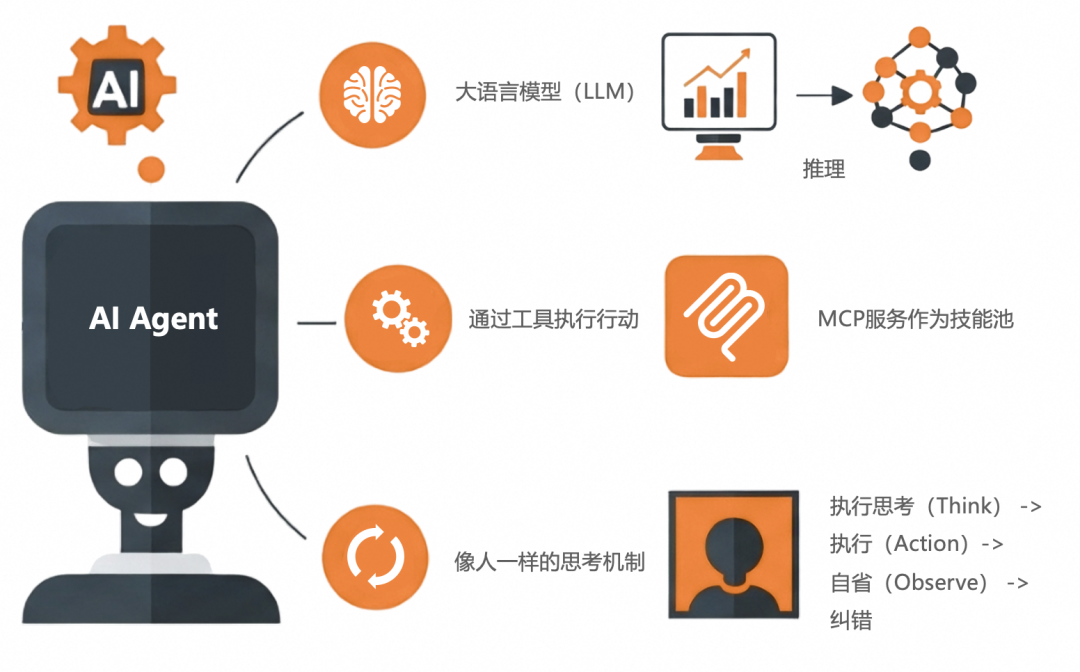 AI
大语言模型（LLM）
推理
AI Agent
通过工具执行行动
MCP服务作为技能池
像人一样的思考机制
执行思考（Think） ->
执行（Action）->
自省（Observe） ->
纠错